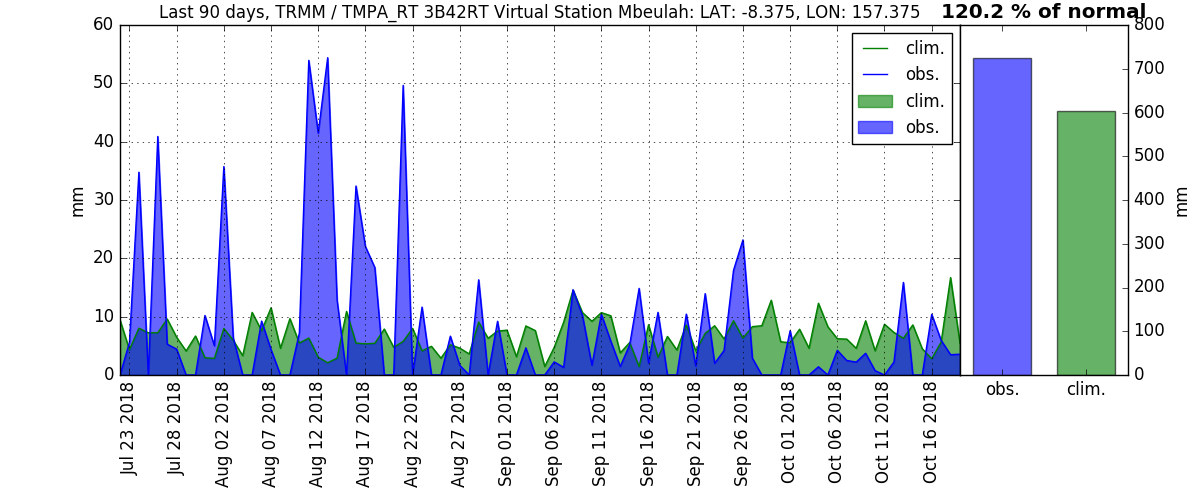 Last 90 days, TRMM / TMPA_RT 3B42RT Virtual Station Mbeulah: LAT: -8.375, LON: 157.375
120.2 % of normal
60
50
40
30
20
10
0
mm
clim.
obs.
clim.
obs.
800
700
600
500
400
300
200
100
0
mm
Jul 23 2018
Jul 28 2018
Aug 02 2018
Aug 07 2018
Aug 12 2018
Aug 17 2018
Aug 22 2018
Aug 27 2018
Sep 01 2018
Sep 06 2018
Sep 11 2018
Sep 16 2018
Sep 21 2018
Sep 26 2018
Oct 01 2018
Oct 06 2018
Oct 11 2018
Oct 16 2018
obs.
clim.